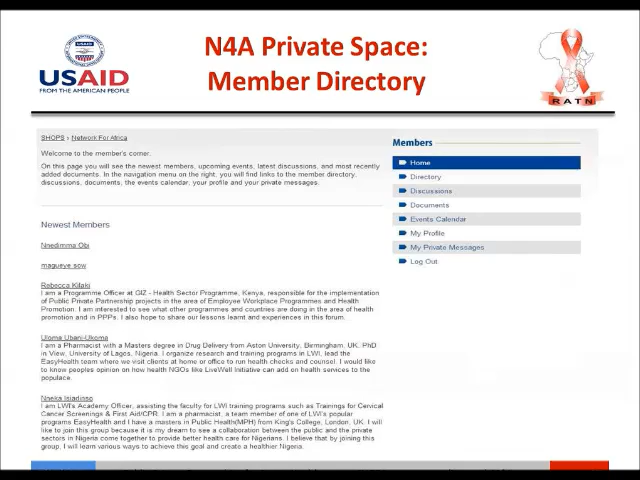 N4A Private Space:
Member Directory
USAID
FROM THE AMERICAN PEOPLE
RATN
SHOPS › Network For Africa
Welcome to the member's corner.
On this page you will see the newest members, upcoming events, latest discussions, and most recently
added documents. In the navigation menu on the right, you will find links to the member directory,
discussions, documents, the events calendar, your profile and your private messages.
Newest Members
Nnedimma Obi
magueye sow
Rebecca Kilaki
I am a Programme Officer at GIZ - Health Sector Programme, Kenya, responsible for the implementation
of Public Private Partnership projects in the area of Employee Workplace Programmes and Health
Promotion. I am interested to see what other programmes and countries are doing in the area of health
promotion and in PPPs. I also hope to share our lessons learnt and experiences in this forum.
Uloma Ubani-Ukoma
I am a Pharmacist with a Masters degree in Drug Delivery from Aston University, Birmingham, UK. PhD
in View, University of Lagos, Nigeria. I organize research and training programs in LWI, lead the
EasyHealth team where we visit clients at home or office to run health checks and counsel. I would like
to know peoples opinion on how health NGOs like LiveWell Initiative can add on health services to the
populace.
Nneka Isiadinso
I am LWI's Academy Officer, assisting the faculty for LWI training programs such as Trainings for Cervical
Cancer Screenings & First Aid/CPR. I am a pharmacist, a team member of one of LWI's popular
programs EasyHealth and I have a masters in Public Health(MPH) from King's College, London, UK. I will
like to join this group because it is my dream to see a collaboration between the public and the private
sectors in Nigeria come together to provide better health care for Nigerians. I believe that by joining this
group, I will learn various ways to achieve this goal and create a healthier Nigeria.
Members
Home
Directory
Discussions
Documents
Events Calendar
My Profile
My Private Messages
Log Out